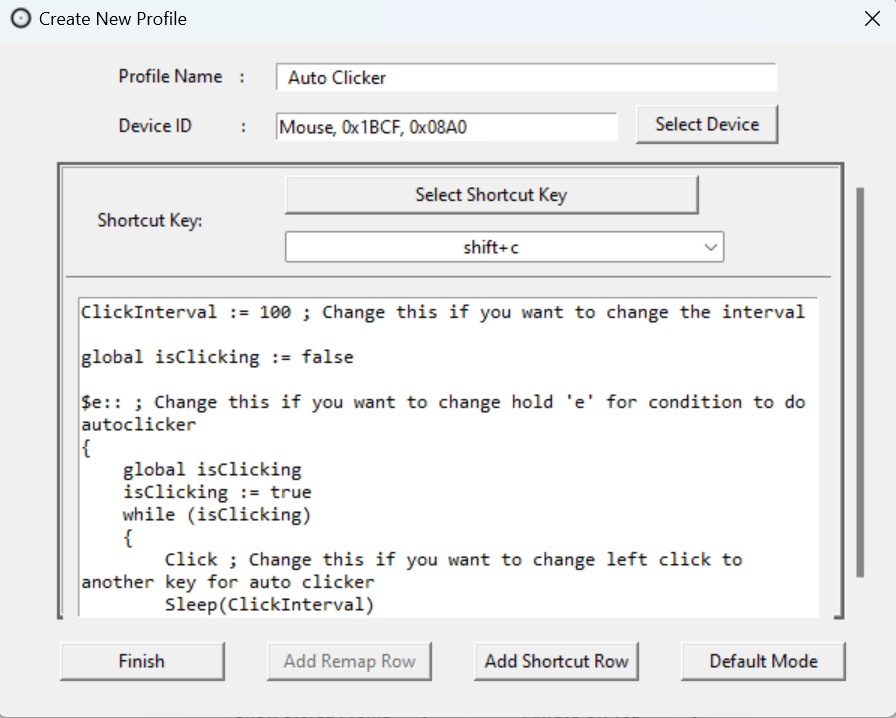 Create New Profile
Profile Name :
Auto Clicker
Device ID :
Mouse, 0x1BCF, 0x08A0
Select Device
Select Shortcut Key
Shortcut Key:
shift+c
ClickInterval := 100 ; Change this if you want to change the interval
global isClicking := false
$e:: ; Change this if you want to change hold 'e' for condition to do
autoclicker
{
    global isClicking
    isClicking := true
    while (isClicking)
    {
        Click ; Change this if you want to change left click to
another key for auto clicker
        Sleep(ClickInterval)
Finish
Add Remap Row
Add Shortcut Row
Default Mode